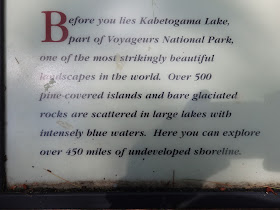 Before you lies Kabetogama Lake,
part of Voyageurs National Park,
one of the most strikingly beautiful
landscapes in the world. Over 500
pine-covered islands and bare glaciated
rocks are scattered in large lakes with
intensely blue waters. Here you can explore
over 450 miles of undeveloped shoreline.